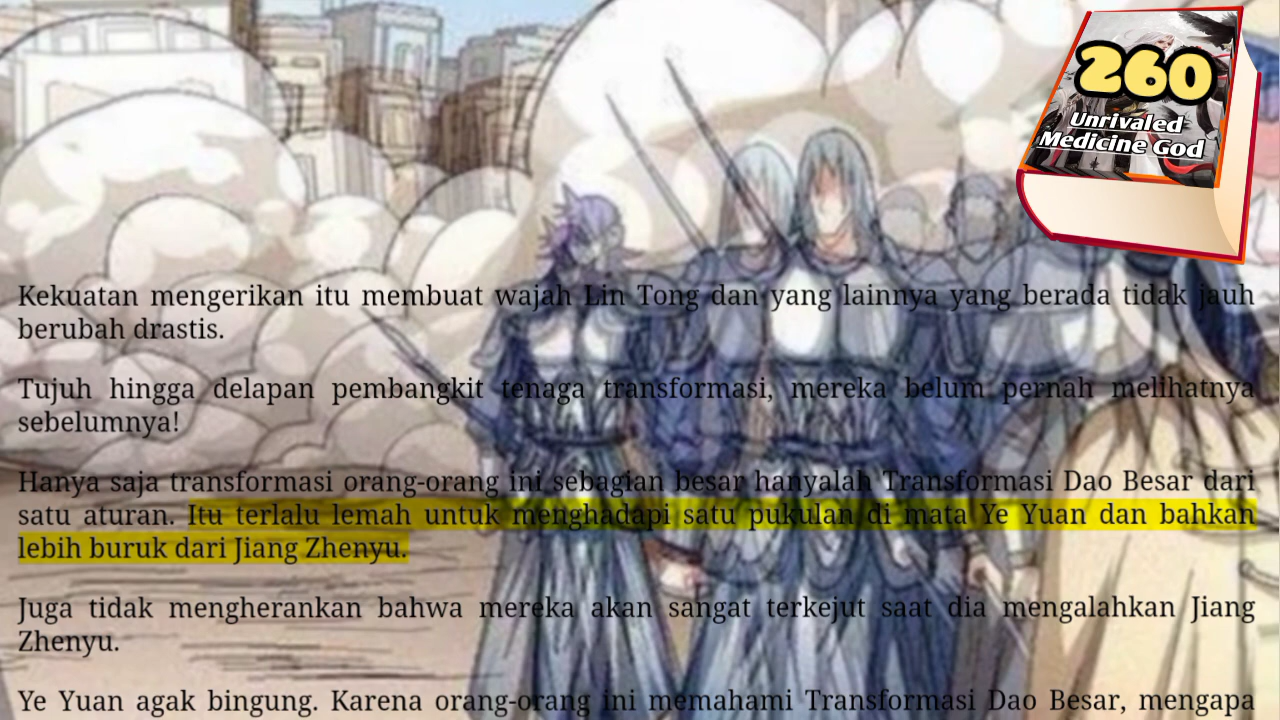 260
Unrivaled
Medicine God
Kekuatan mengerikan itu membuat wajah Lin Tong dan yang lainnya yang berada tidak jauh
berubah drastis.
Tujuh hingga delapan pembangkit tenaga transformasi, mereka belum pernah melihatnya
sebelumnya!
Hanya saja transformasi orang-orang ini sebagian besar hanyalah Transformasi Dao Besar dari
satu aturan. Itu terlalu lemah untuk menghadapi satu pukulan di mata Ye Yuan dan bahkan
lebih buruk dari Jiang Zhenyu.
Juga tidak mengherankan bahwa mereka akan sangat terkejut saat dia mengalahkan Jiang
Zhenyu.
Ye Yuan agak bingung. Karena orang-orang ini memahami Transformasi Dao Besar, mengapa